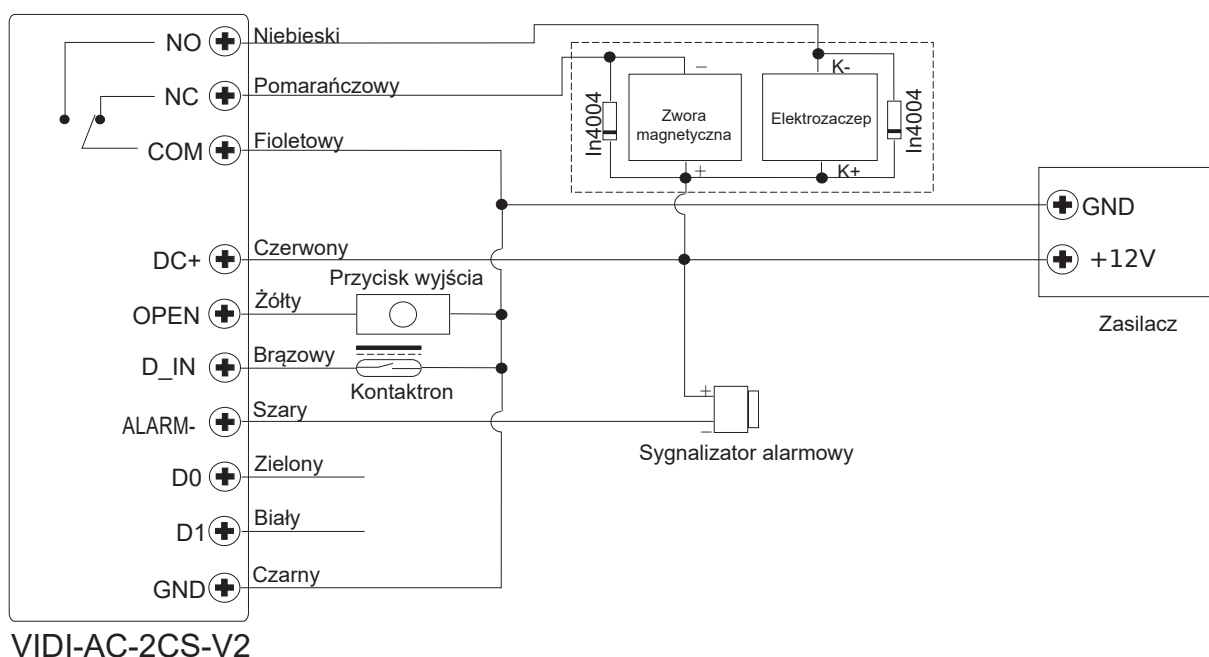 NO
Niebieski
NC
Pomarańczowy
COM
Fioletowy
DC+
Czerwony
OPEN
Żółty
Przycisk wyjścia
D_IN
Brązowy
Kontaktron
ALARM-
Szary
D0
Zielony
D1
Biały
GND
Czarny
VIDI-AC-2CS-V2
In4004
−
Zwora
magnetyczna
+
K-
Elektrozaczep
K+
In4004
GND
+12V
Zasilacz
+
−
Sygnalizator alarmowy